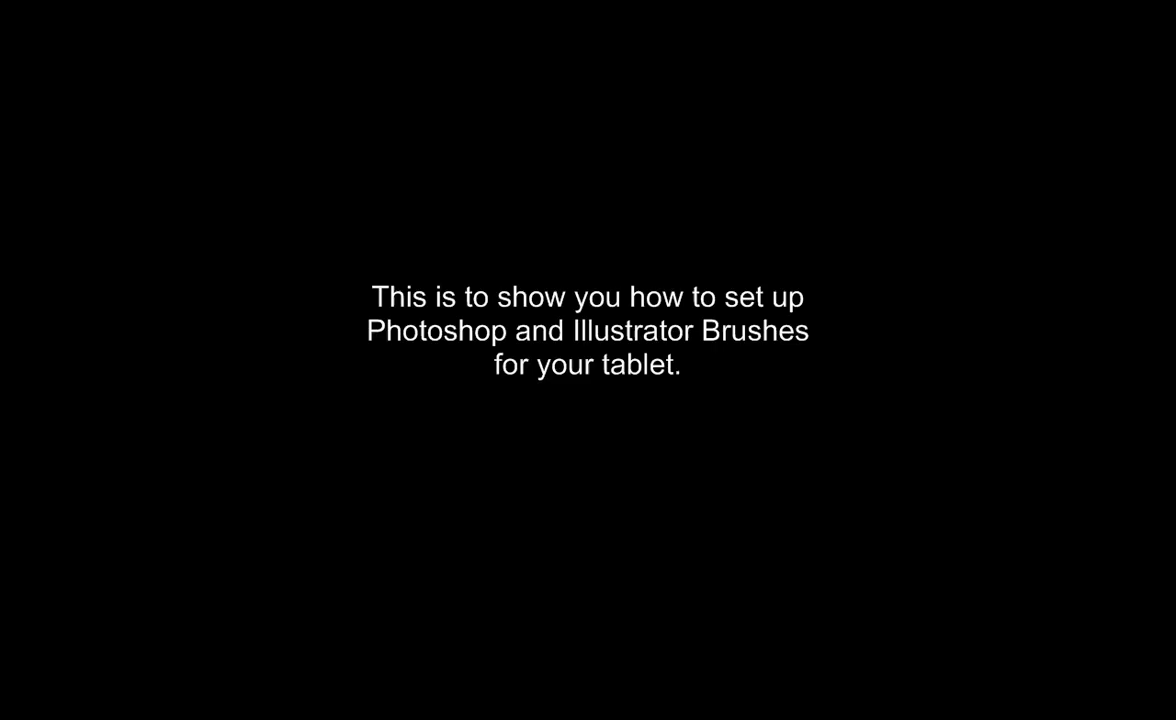 This is to show you how to set up
Photoshop and Illustrator Brushes
for your tablet.